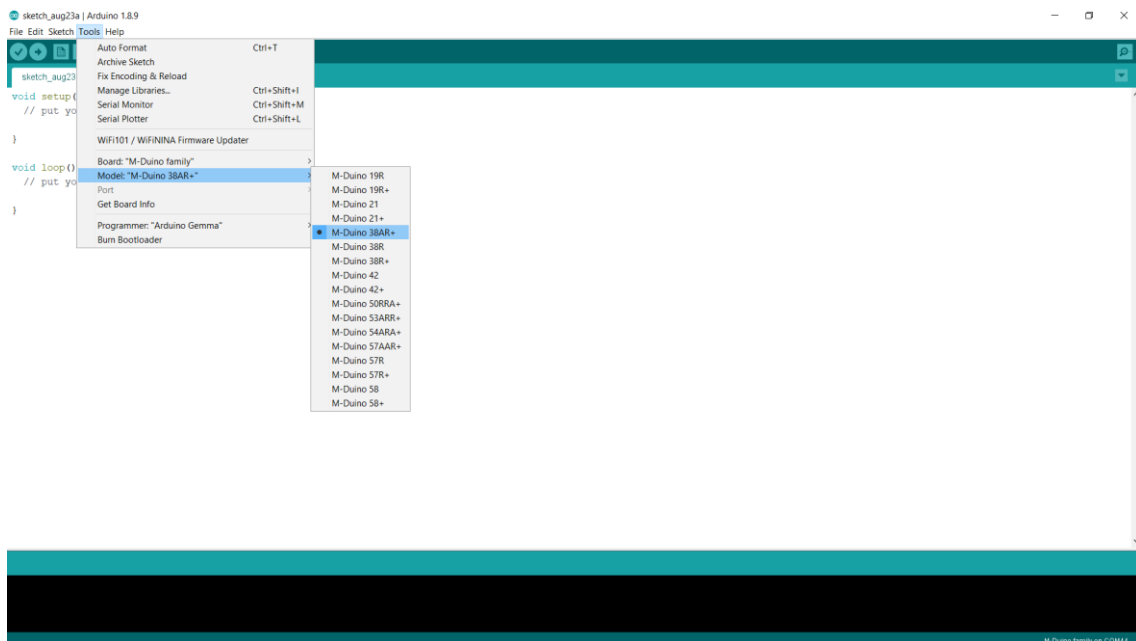 sketch_aug23a | Arduino 1.8.9
File Edit Sketch Tools Help
sketch_aug23
void setup(
// put yo
}
void loop()
// put yo
}
Auto Format Ctrl+T
Archive Sketch
Fix Encoding & Reload
Manage Libraries... Ctrl+Shift+I
Serial Monitor Ctrl+Shift+M
Serial Plotter Ctrl+Shift+L
WiFi101 / WiFiNINA Firmware Updater
Board: "M-Duino family"
Model: "M-Duino 38AR+"
Port
Get Board Info
Programmer: "Arduino Gemma"
Burn Bootloader
M-Duino 19R
M-Duino 19R+
M-Duino 21
M-Duino 21+
M-Duino 38AR+
M-Duino 38R
M-Duino 38R+
M-Duino 42
M-Duino 42+
M-Duino 50RRA+
M-Duino 53ARR+
M-Duino 54ARA+
M-Duino 57AAR+
M-Duino 57R
M-Duino 57R+
M-Duino 58
M-Duino 58+
M-Duino family on